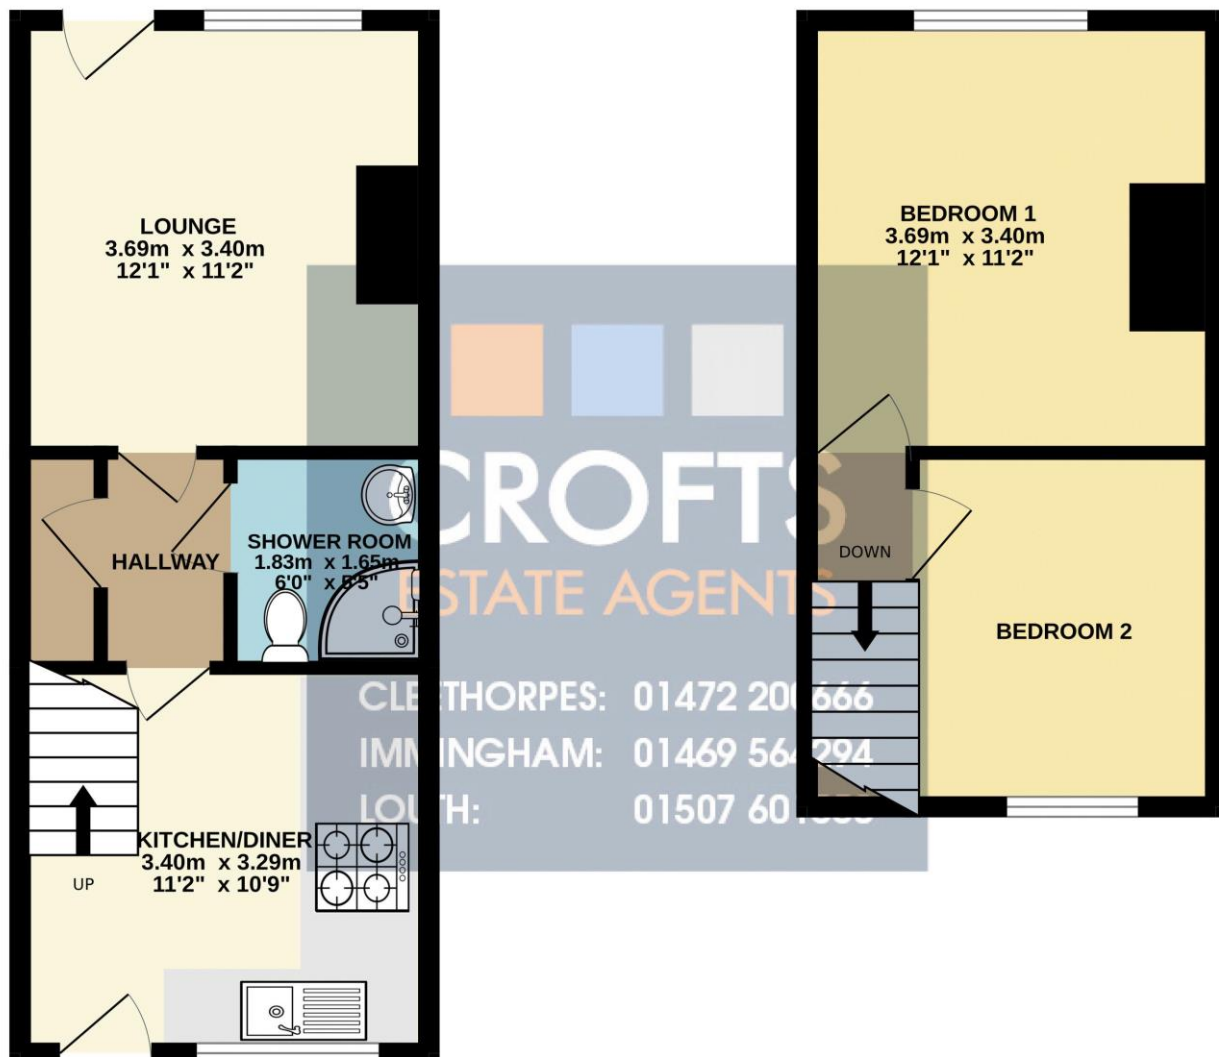 LOUNGE
3.69m x 3.40m
12'1" x 11'2"
HALLWAY
SHOWER ROOM
1.83m x 1.65m
6'0" x 5'5"
KITCHEN/DINER
3.40m x 3.29m
11'2" x 10'9"
UP
BEDROOM 1
3.69m x 3.40m
12'1" x 11'2"
DOWN
BEDROOM 2
CROFTS
ESTATE AGENTS
CLEETHORPES: 01472 200666
IMMINGHAM: 01469 564294
LOUTH: